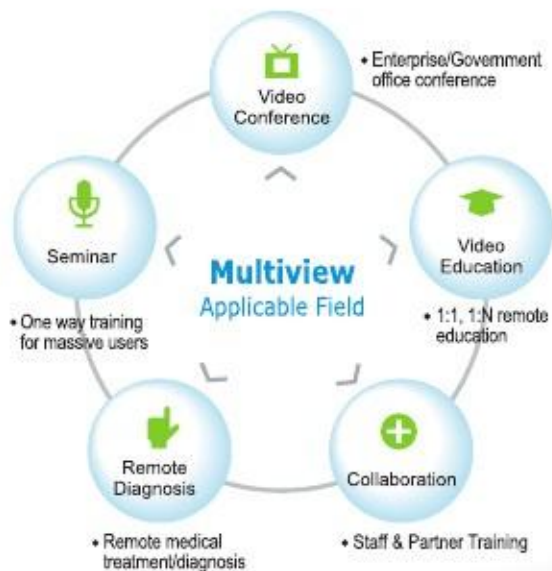 Video
Conference
• Enterprise/Government
office conference
Seminar
• One way training
for massive users
Multiview
Applicable Field
Video
Education
• 1:1, 1:N remote
education
Remote
Diagnosis
• Remote medical
treatment/diagnosis
Collaboration
• Staff & Partner Training